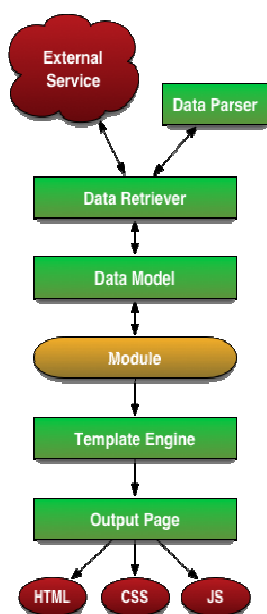 External
Service
Data Parser
Data Retriever
Data Model
Module
Template Engine
Output Page
HTML
CSS
JS